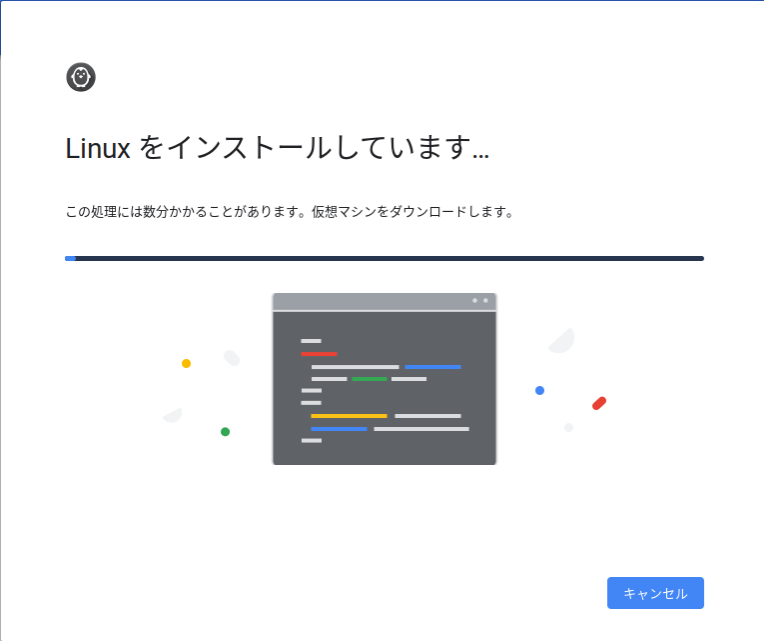 Linux をインストールしています...
この処理には数分かかることがあります。仮想マシンをダウンロードします。
キャンセル